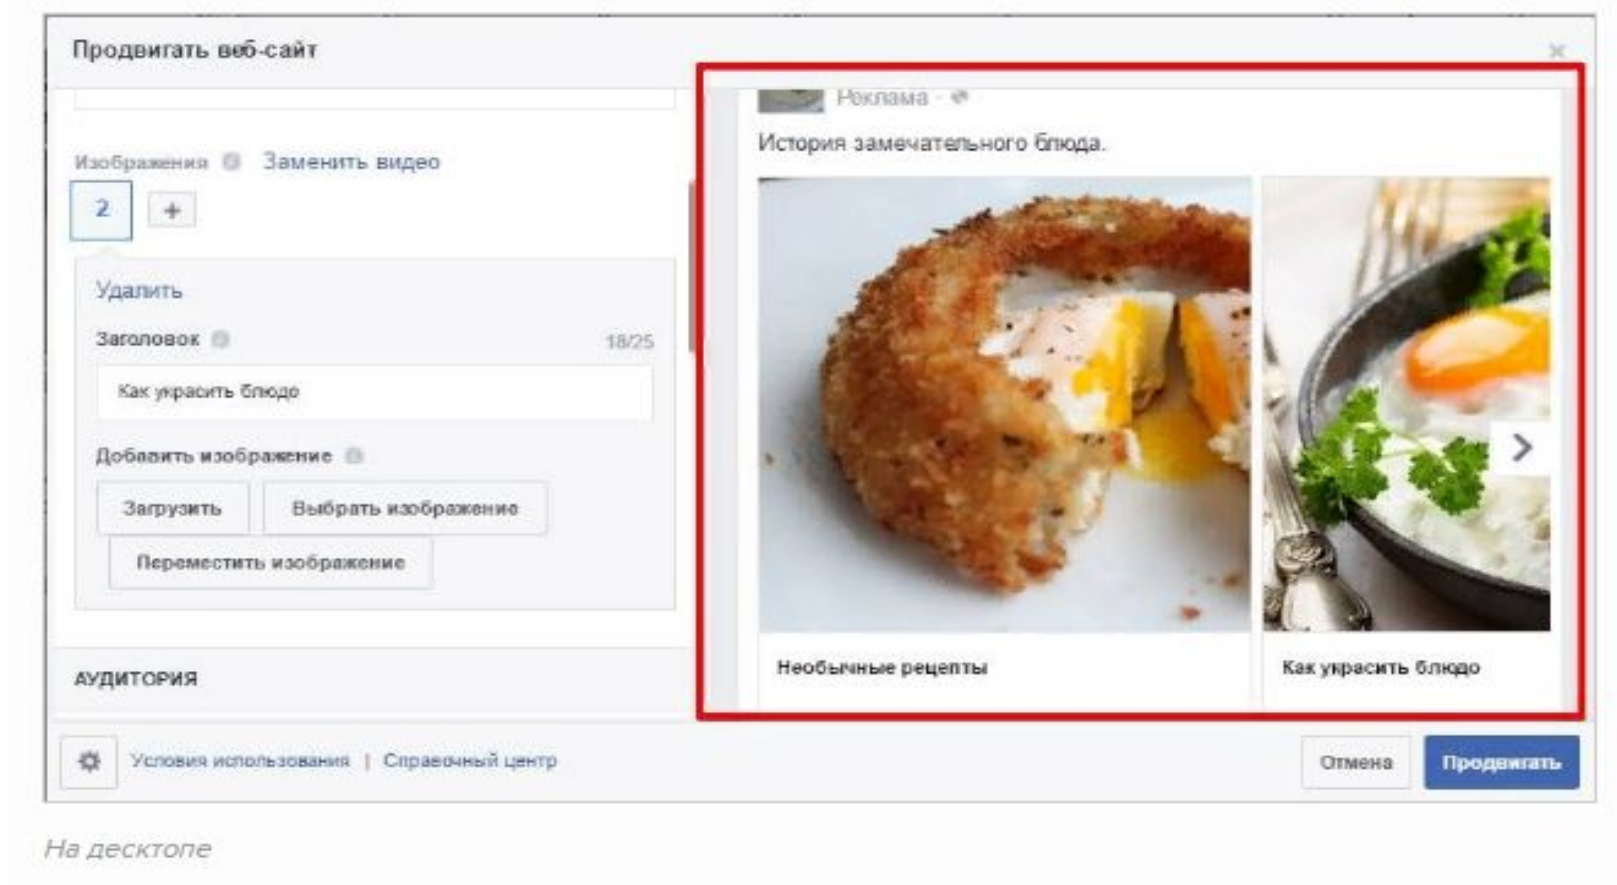 Продвигать веб-сайт
Изображения Заменить видео
2 +
Удалить
Заголовок 18/25
Как украсить блюдо
Добавить изображение
Загрузить Выбрать изображение
Переместить изображение
АУДИТОРИЯ
Реклама
История замечательного блюда.
Необычные рецепты
Как украсить блюдо
Условия использования | Справочный центр
Отмена Продвигать
На десктопе